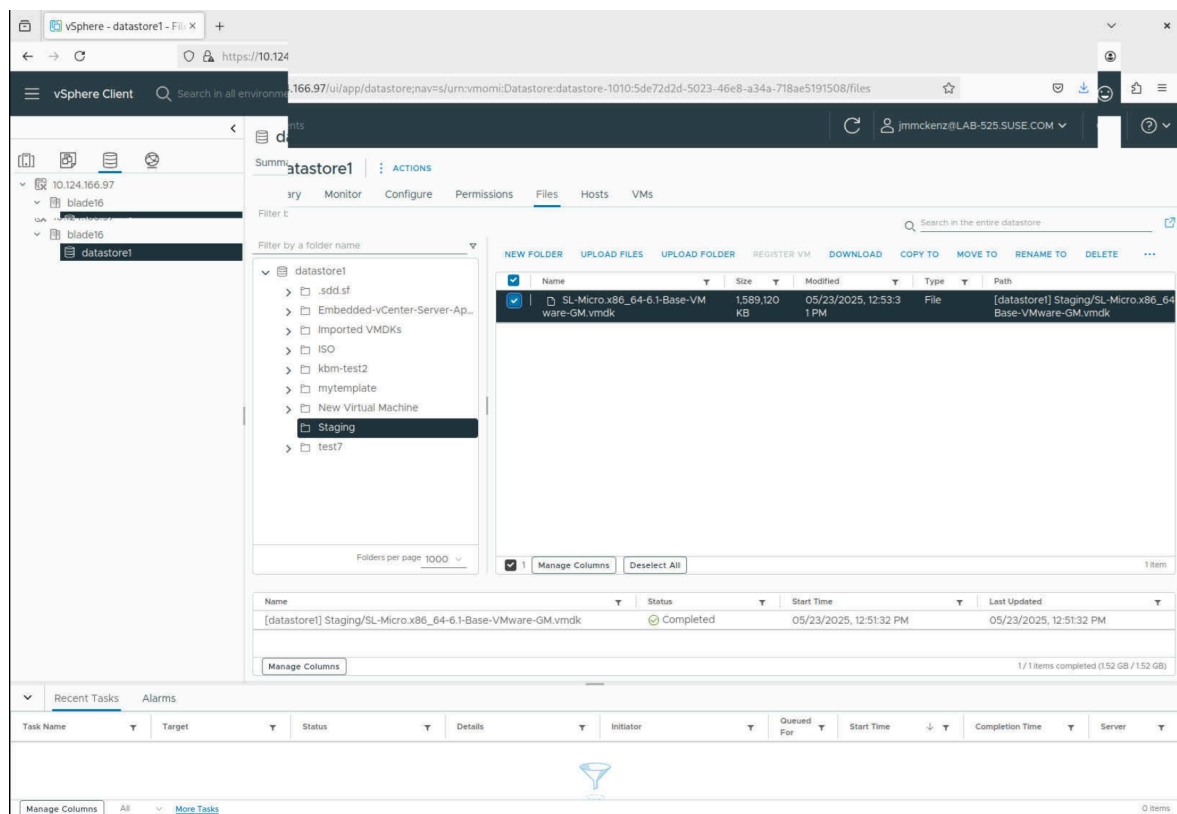 vSphere - datastore1 - Fil
https://10.124
.166.97/ui/app/datastore;nav=s/urn:vmomi:Datastore:datastore-1010:5de72d2d-5023-46e8-a34a-718ae5191508/files
vSphere Client Search in all environme
nts
jmmckenz@LAB-525.SUSE.COM
d
atastore1 ACTIONS
Summa
ary Monitor Configure Permissions Files Hosts VMs
10.124.166.97
blade16
blade16
datastore1
Filter b
Search in the entire datastore
Filter by a folder name
NEW FOLDER UPLOAD FILES UPLOAD FOLDER REGISTER VM DOWNLOAD COPY TO MOVE TO RENAME TO DELETE ...
datastore1
.sdd.sf
Embedded-vCenter-Server-Ap...
Imported VMDKs
ISO
kbm-test2
mytemplate
New Virtual Machine
Staging
test7
Folders per page 1000
Name Size Modified Type Path
SL-Micro.x86_64-6.1-Base-VM 1,589,120 05/23/2025, 12:53:3 File [datastore1] Staging/SL-Micro.x86_64
ware-GM.vmdk KB 1 PM Base-VMware-GM.vmdk
1 Manage Columns Deselect All 1 item
Name Status Start Time Last Updated
[datastore1] Staging/SL-Micro.x86_64-6.1-Base-VMware-GM.vmdk Completed 05/23/2025, 12:51:32 PM 05/23/2025, 12:51:32 PM
Manage Columns 1 / 1 items completed (1.52 GB / 1.52 GB)
Recent Tasks Alarms
Task Name Target Status Details Initiator Queued For Start Time Completion Time Server
Manage Columns All More Tasks 0 items